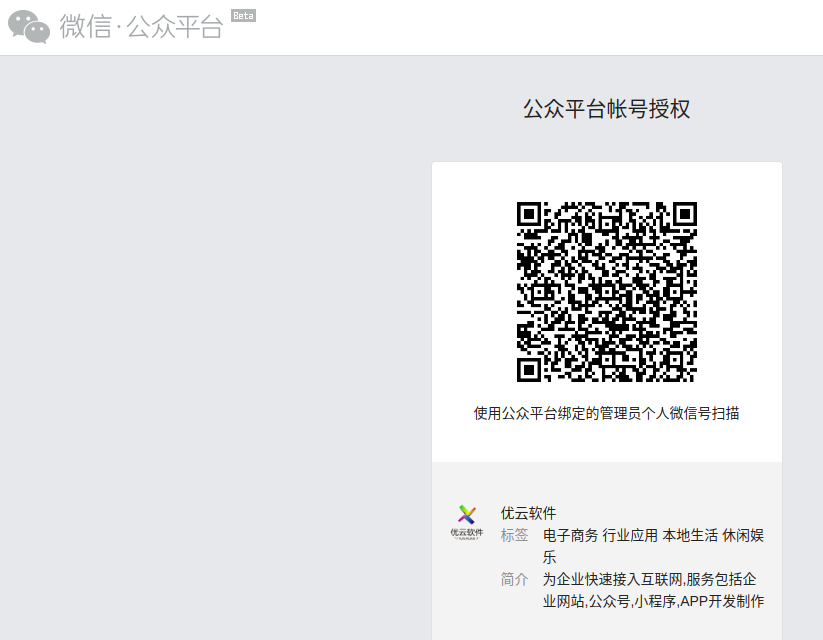 微信·公众平台 Beta
公众平台帐号授权
使用公众平台绑定的管理员个人微信号扫描
优云软件
优云软件
标签 电子商务 行业应用 本地生活 休闲娱
乐
简介 为企业快速接入互联网,服务包括企
业网站,公众号,小程序,APP开发制作